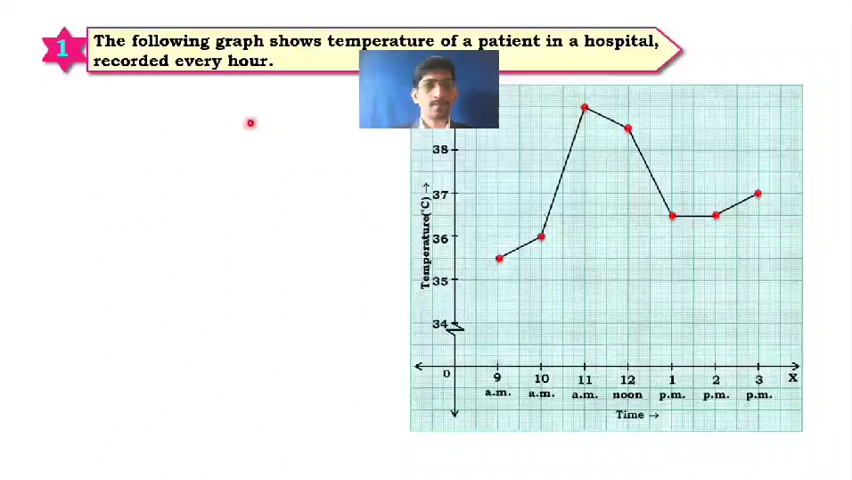 1
The following graph shows temperature of a patient in a hospital,
recorded every hour.
38
37
36
35
34
Temperature(°C) →
0
9 10 11 12 1 2 3 X
a.m. a.m. a.m. noon p.m. p.m. p.m.
Time →